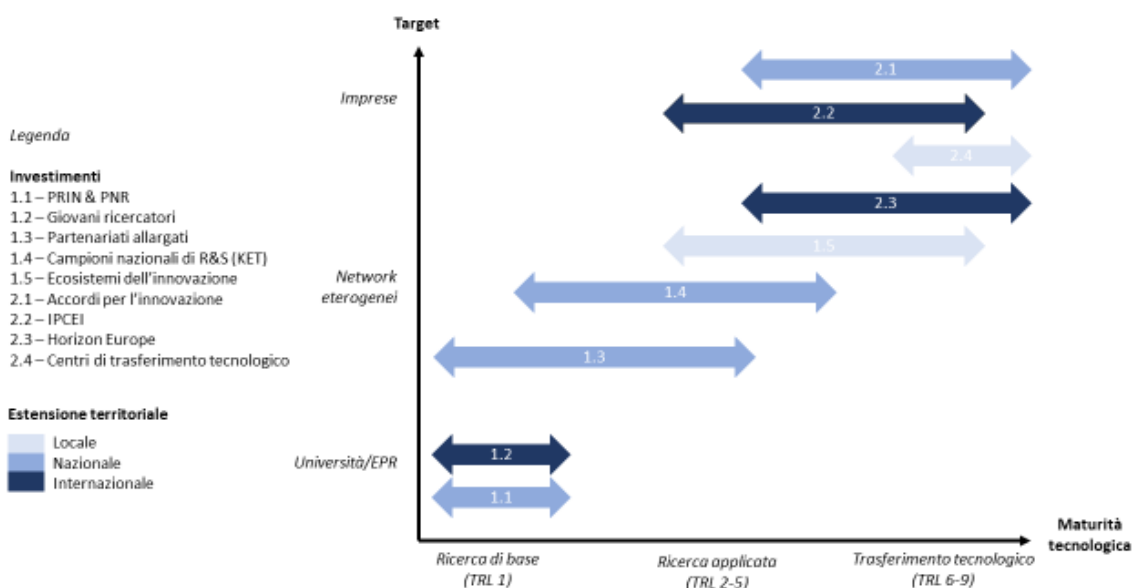 Target
Imprese
2.1
2.2
2.4
2.3
1.5
Network
eterogenei
1.4
1.3
Università/EPR
1.2
1.1
Maturità
tecnologica
Ricerca di base
(TRL 1)
Ricerca applicata
(TRL 2-5)
Trasferimento tecnologico
(TRL 6-9)
Legenda
Investimenti
1.1 – PRIN & PNR
1.2 – Giovani ricercatori
1.3 – Partenariati allargati
1.4 – Campioni nazionali di R&S (KET)
1.5 – Ecosistemi dell'innovazione
2.1 – Accordi per l'innovazione
2.2 – IPCEI
2.3 – Horizon Europe
2.4 – Centri di trasferimento tecnologico
Estensione territoriale
Locale
Nazionale
Internazionale